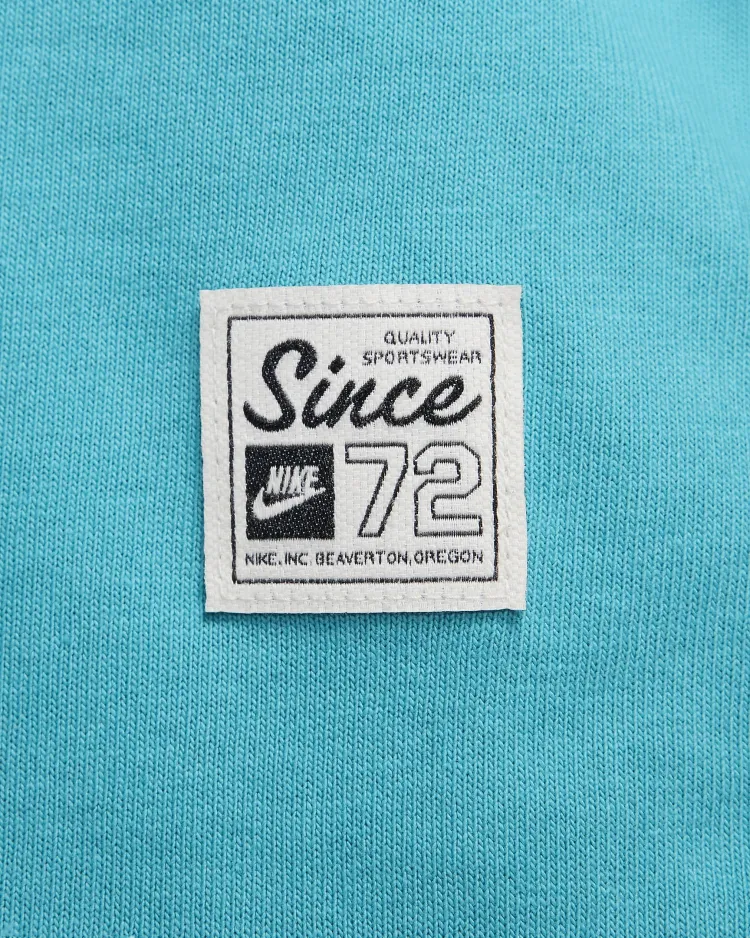 QUALITY
SPORTSWEAR
Since
NIKE
72
NIKE, INC. BEAVERTON, OREGON